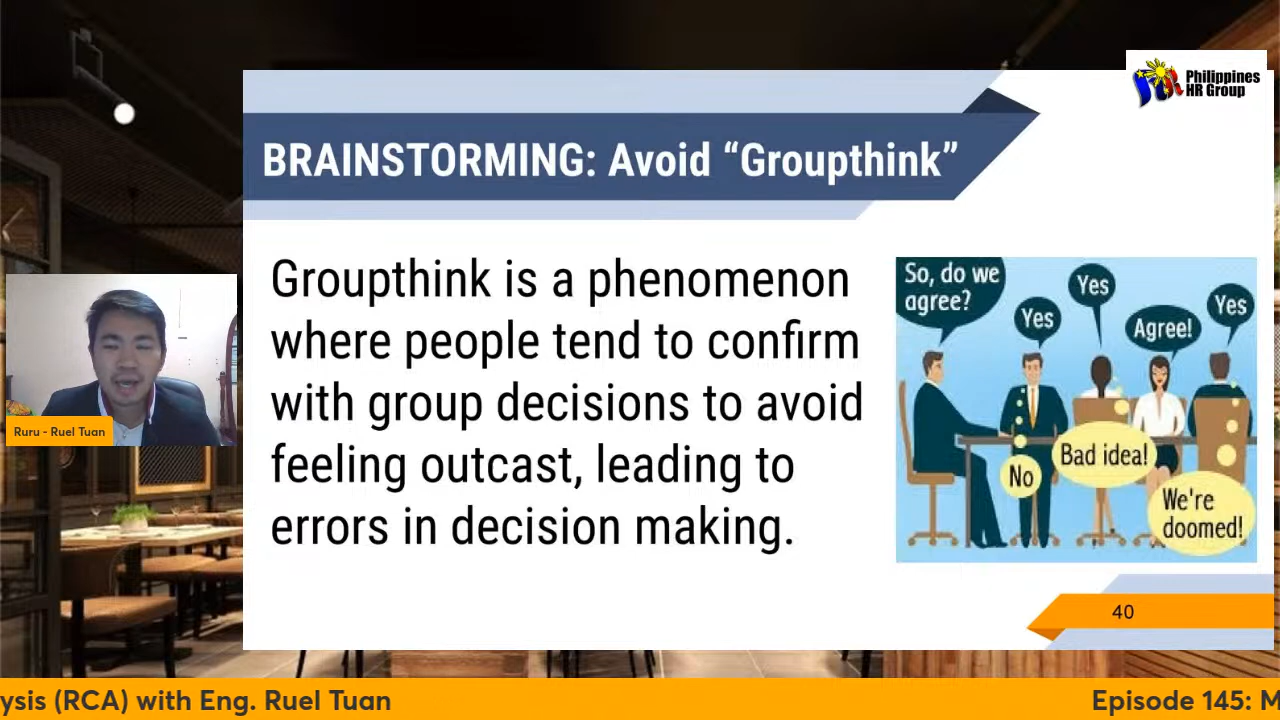 Philippines
HR Group
BRAINSTORMING: Avoid “Groupthink”
Groupthink is a phenomenon
where people tend to confirm
with group decisions to avoid
feeling outcast, leading to
errors in decision making.
So, do we
agree?
Yes
Yes
Agree!
Yes
No
Bad idea!
We're
doomed!
40
Ruru - Ruel Tuan
ysis (RCA) with Eng. Ruel Tuan
Episode 145: M